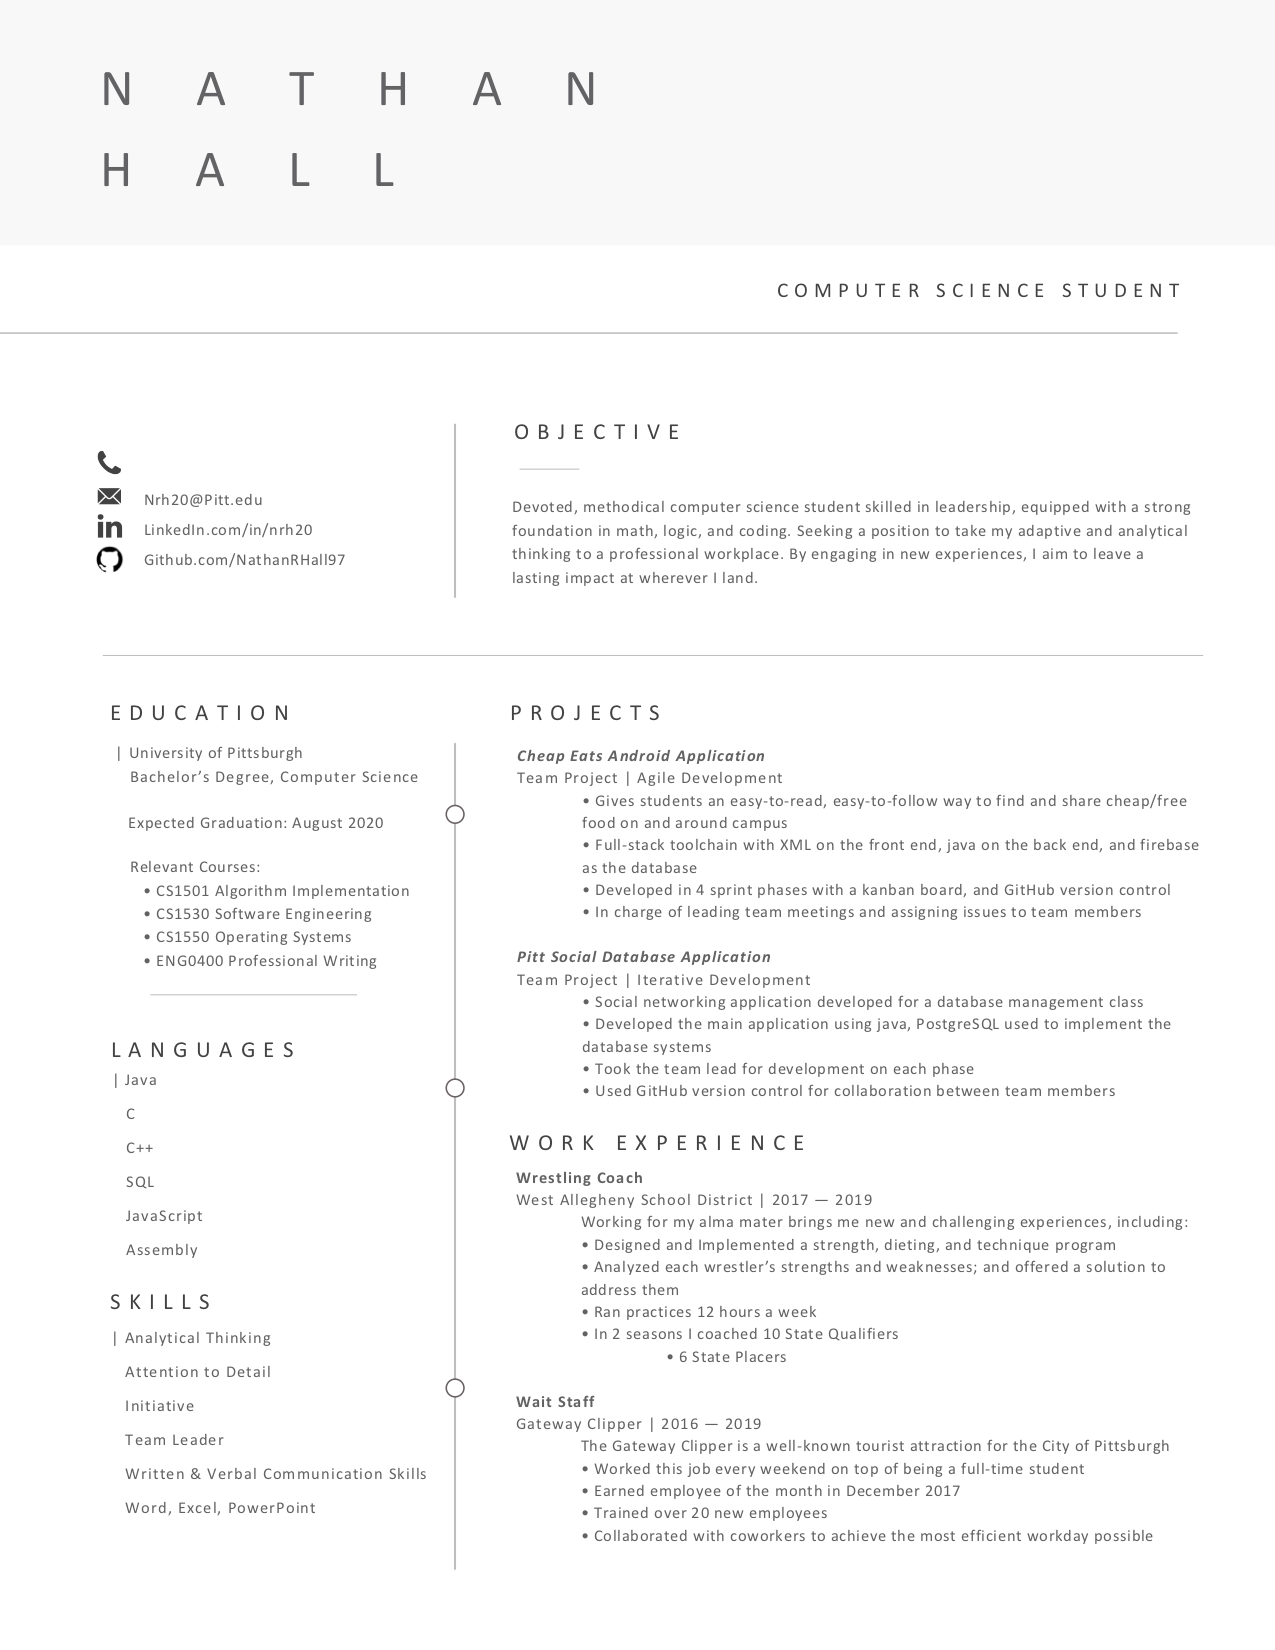 NATHAN
HALL
COMPUTER SCIENCE STUDENT
Nrh20@Pitt.edu
LinkedIn.com/in/nrh20
Github.com/NathanRHall97
OBJECTIVE
Devoted, methodical computer science student skilled in leadership, equipped with a strong
foundation in math, logic, and coding. Seeking a position to take my adaptive and analytical
thinking to a professional workplace. By engaging in new experiences, I aim to leave a
lasting impact at wherever I land.
EDUCATION
| University of Pittsburgh
Bachelor’s Degree, Computer Science
Expected Graduation: August 2020
Relevant Courses:
• CS1501 Algorithm Implementation
• CS1530 Software Engineering
• CS1550 Operating Systems
• ENG0400 Professional Writing
LANGUAGES
| Java
C
C++
SQL
JavaScript
Assembly
SKILLS
| Analytical Thinking
Attention to Detail
Initiative
Team Leader
Written & Verbal Communication Skills
Word, Excel, PowerPoint
PROJECTS
Cheap Eats Android Application
Team Project | Agile Development
• Gives students an easy-to-read, easy-to-follow way to find and share cheap/free
food on and around campus
• Full-stack toolchain with XML on the front end, java on the back end, and firebase
as the database
• Developed in 4 sprint phases with a kanban board, and GitHub version control
• In charge of leading team meetings and assigning issues to team members
Pitt Social Database Application
Team Project | Iterative Development
• Social networking application developed for a database management class
• Developed the main application using java, PostgreSQL used to implement the
database systems
• Took the team lead for development on each phase
• Used GitHub version control for collaboration between team members
WORK EXPERIENCE
Wrestling Coach
West Allegheny School District | 2017 — 2019
Working for my alma mater brings me new and challenging experiences, including:
• Designed and Implemented a strength, dieting, and technique program
• Analyzed each wrestler’s strengths and weaknesses; and offered a solution to
address them
• Ran practices 12 hours a week
• In 2 seasons I coached 10 State Qualifiers
• 6 State Placers
Wait Staff
Gateway Clipper | 2016 — 2019
The Gateway Clipper is a well-known tourist attraction for the City of Pittsburgh
• Worked this job every weekend on top of being a full-time student
• Earned employee of the month in December 2017
• Trained over 20 new employees
• Collaborated with coworkers to achieve the most efficient workday possible